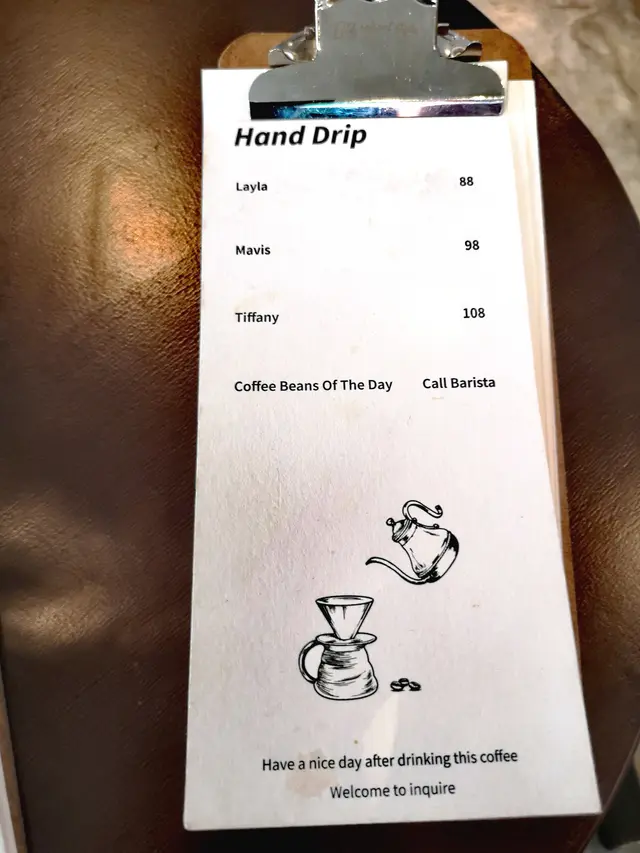 Hand Drip
Layla 88
Mavis 98
Tiffany 108
Coffee Beans Of The Day Call Barista
Have a nice day after drinking this coffee
Welcome to inquire